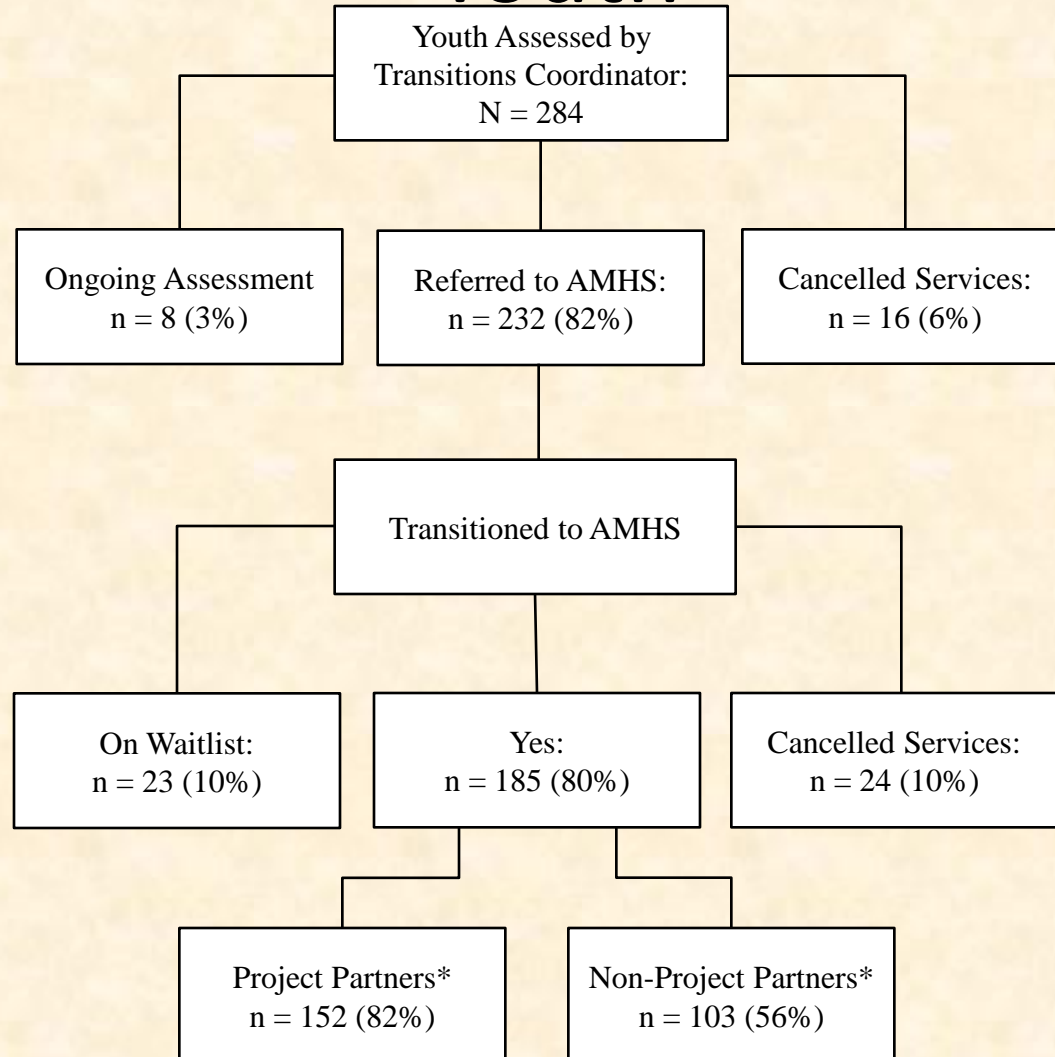 Youth
Youth Assessed by
Transitions Coordinator:
N = 284
Ongoing Assessment
n = 8 (3%)
Referred to AMHS:
n = 232 (82%)
Cancelled Services:
n = 16 (6%)
Transitioned to AMHS
On Waitlist:
n = 23 (10%)
Yes:
n = 185 (80%)
Cancelled Services:
n = 24 (10%)
Project Partners*
n = 152 (82%)
Non-Project Partners*
n = 103 (56%)